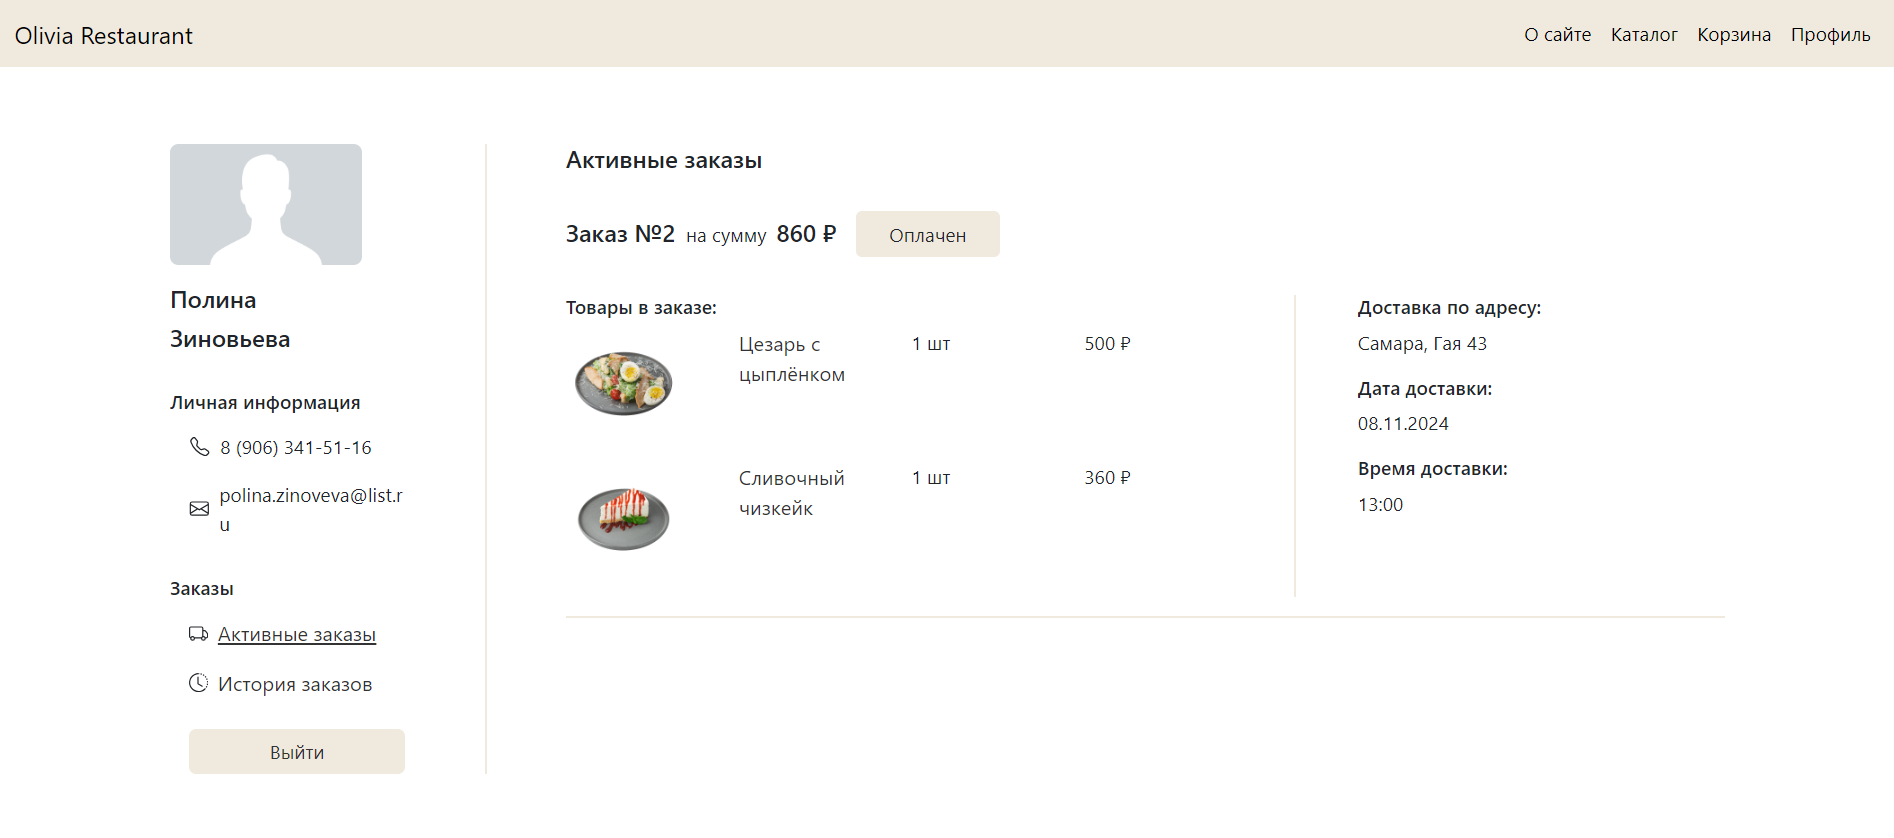 Olivia Restaurant
О сайте Каталог Корзина Профиль
Полина
Зиновьева
Личная информация
8 (906) 341-51-16
polina.zinoveva@list.r
u
Заказы
Активные заказы
История заказов
Выйти
Активные заказы
Заказ №2 на сумму 860 ₽ Оплачен
Товары в заказе:
Цезарь с 1 шт 500 ₽
цыплёнком
Сливочный 1 шт 360 ₽
чизкейк
Доставка по адресу:
Самара, Гая 43
Дата доставки:
08.11.2024
Время доставки:
13:00